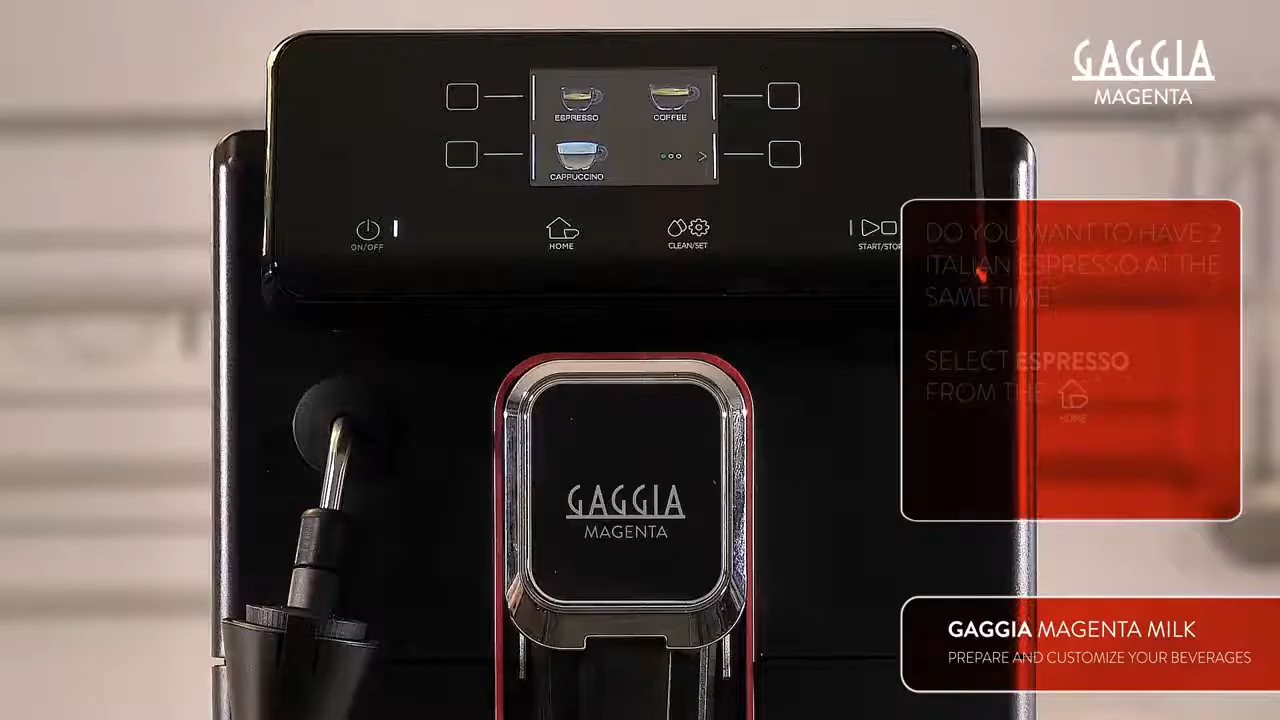 GAGGIA
MAGENTA
ESPRESSO
COFFEE
CAPPUCCINO
ON/OFF
HOME
CLEAN/SET
START/STOP
DO YOU WANT TO HAVE 2
ITALIAN ESPRESSO AT THE
SAME TIME?
SELECT ESPRESSO
FROM THE
HOME
GAGGIA
MAGENTA
GAGGIA MAGENTA MILK
PREPARE AND CUSTOMIZE YOUR BEVERAGES